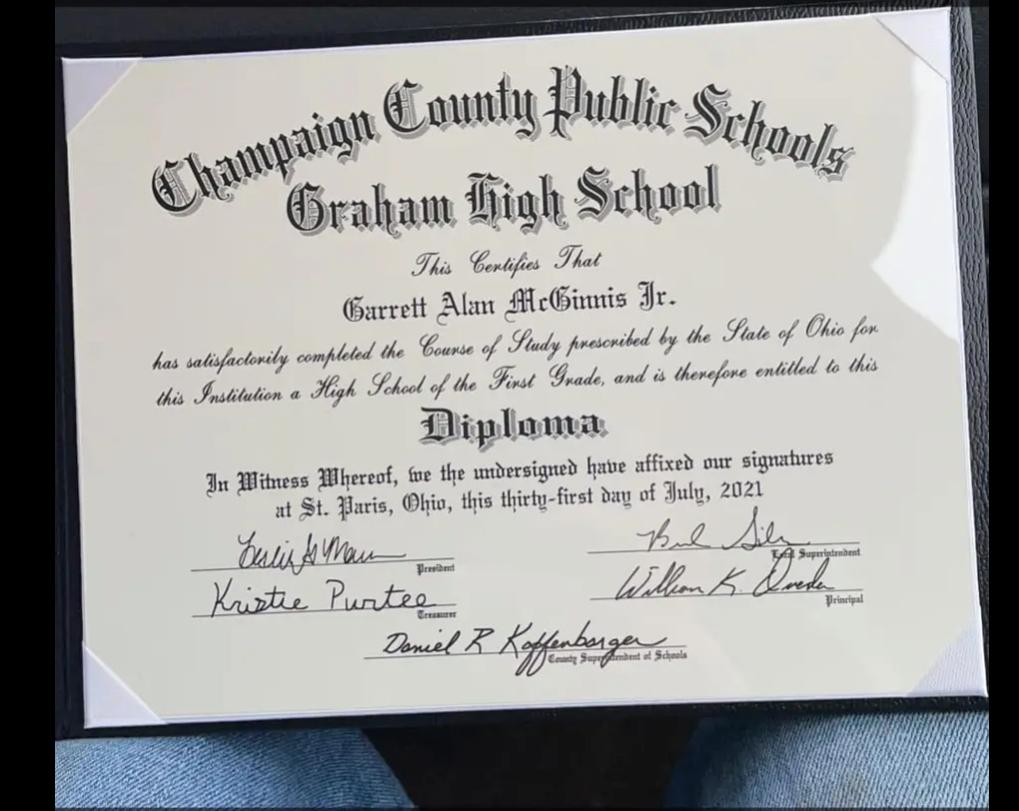 Champaign County Public Schools
Graham High School
This Certifies That
Garrett Alan McGinnis Jr.
has satisfactorily completed the Course of Study prescribed by the State of Ohio for
this Institution a High School of the First Grade, and is therefore entitled to this
Diploma
In Witness Whereof, we the undersigned have affixed our signatures
at St. Paris, Ohio, this thirty-first day of July, 2021
President
Superintendent
Kristie Purtee
William K.
Treasurer
Principal
Daniel R Koffenbarger
County Superintendent of Schools